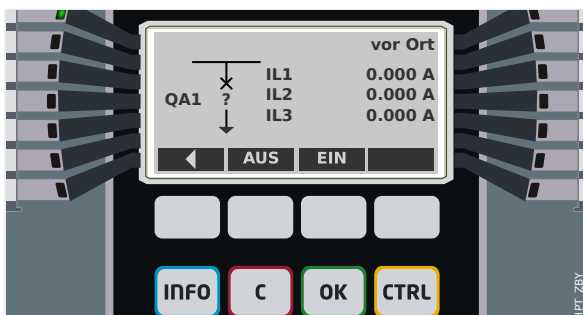 vor Ort
IL1 0.000 A
QA1 ? IL2 0.000 A
IL3 0.000 A
AUS EIN
INFO C OK CTRL
IPT_ZBY